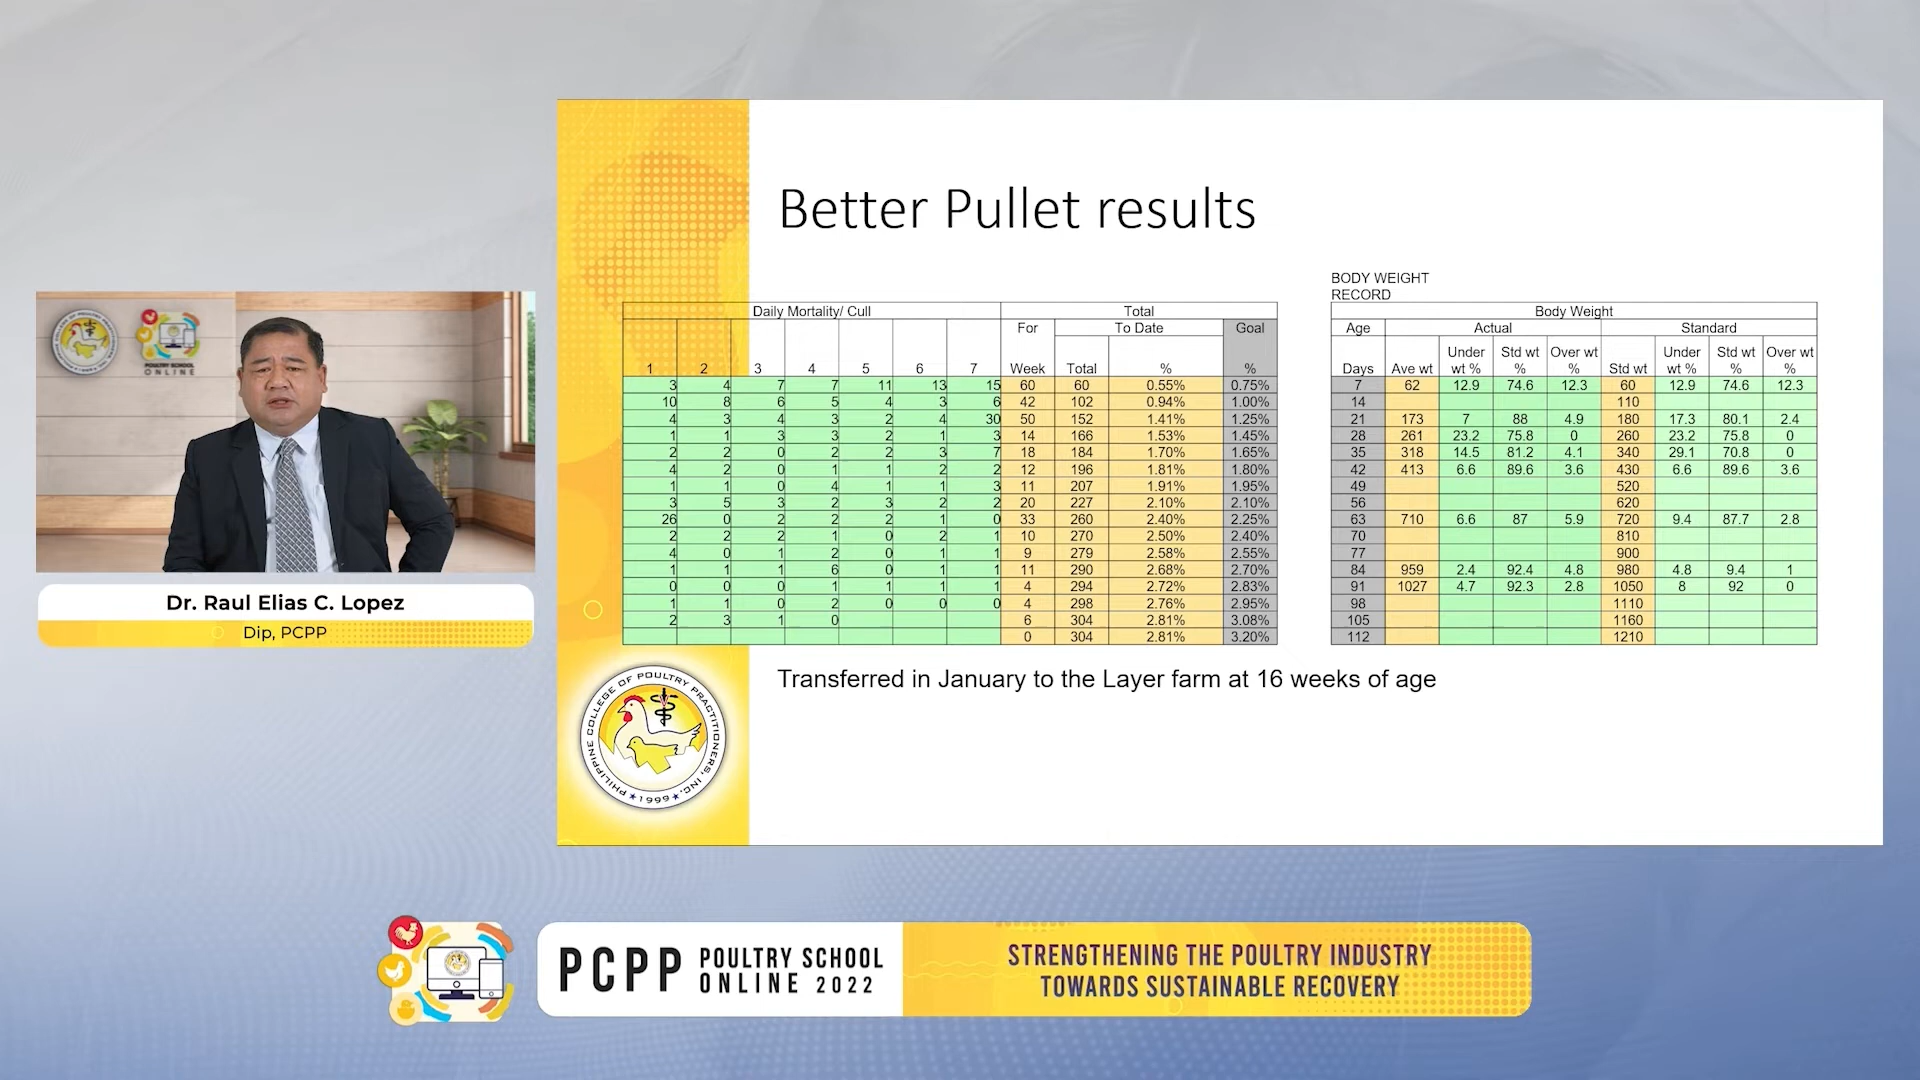 Better Pullet results
Daily Mortality/ Cull Total
For To Date Goal
1 2 3 4 5 6 7 Week Total % %
3 4 7 7 11 13 15 60 60 0.55% 0.75%
10 8 6 5 4 3 6 42 102 0.94% 1.00%
4 3 4 3 2 4 30 50 152 1.41% 1.25%
1 1 3 3 2 1 3 14 166 1.53% 1.45%
2 2 0 2 2 3 7 18 184 1.70% 1.65%
4 2 0 1 1 2 2 12 196 1.81% 1.80%
1 1 0 4 1 1 3 11 207 1.91% 1.95%
3 5 3 2 3 2 2 20 227 2.10% 2.10%
26 0 2 2 2 1 0 33 260 2.40% 2.25%
2 2 2 1 0 2 1 10 270 2.50% 2.40%
4 0 1 2 0 1 1 9 279 2.58% 2.55%
1 1 1 6 0 1 1 11 290 2.68% 2.70%
0 0 0 1 1 1 1 4 294 2.72% 2.83%
1 1 0 2 0 0 0 4 298 2.76% 2.95%
2 3 1 0 6 304 2.81% 3.08%
0 304 2.81% 3.20%
BODY WEIGHT
RECORD
Body Weight
Age Actual Standard
Days Ave wt Under wt % Std wt % Over wt % Std wt Under wt % Std wt % Over wt %
7 62 12.9 74.6 12.3 60 12.9 74.6 12.3
14 110
21 173 7 88 4.9 180 17.3 80.1 2.4
28 261 23.2 75.8 0 260 23.2 75.8 0
35 318 14.5 81.2 4.1 340 29.1 70.8 0
42 413 6.6 89.6 3.6 430 6.6 89.6 3.6
49 520
56 620
63 710 6.6 87 5.9 720 9.4 87.7 2.8
70 810
77 900
84 959 2.4 92.4 4.8 980 4.8 9.4 1
91 1027 4.7 92.3 2.8 1050 8 92 0
98 1110
105 1160
112 1210
Transferred in January to the Layer farm at 16 weeks of age
PHILIPPINE COLLEGE OF POULTRY PRACTITIONERS, INC.
1999
POULTRY SCHOOL
ONLINE
Dr. Raul Elias C. Lopez
Dip, PCPP
PCPP POULTRY SCHOOL
ONLINE 2022
STRENGTHENING THE POULTRY INDUSTRY
TOWARDS SUSTAINABLE RECOVERY